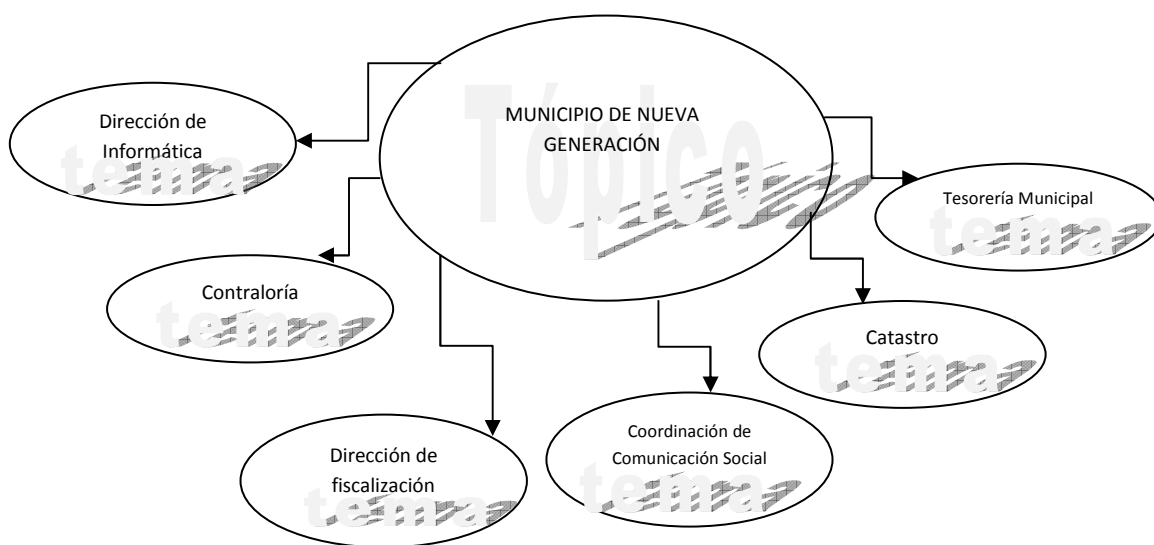 MUNICIPIO DE NUEVA
GENERACIÓN
Tópico
Dirección de
Informática
tema
Tesorería Municipal
tema
Contraloría
tema
Catastro
tema
Coordinación de
Comunicación Social
tema
Dirección de
fiscalización
tema